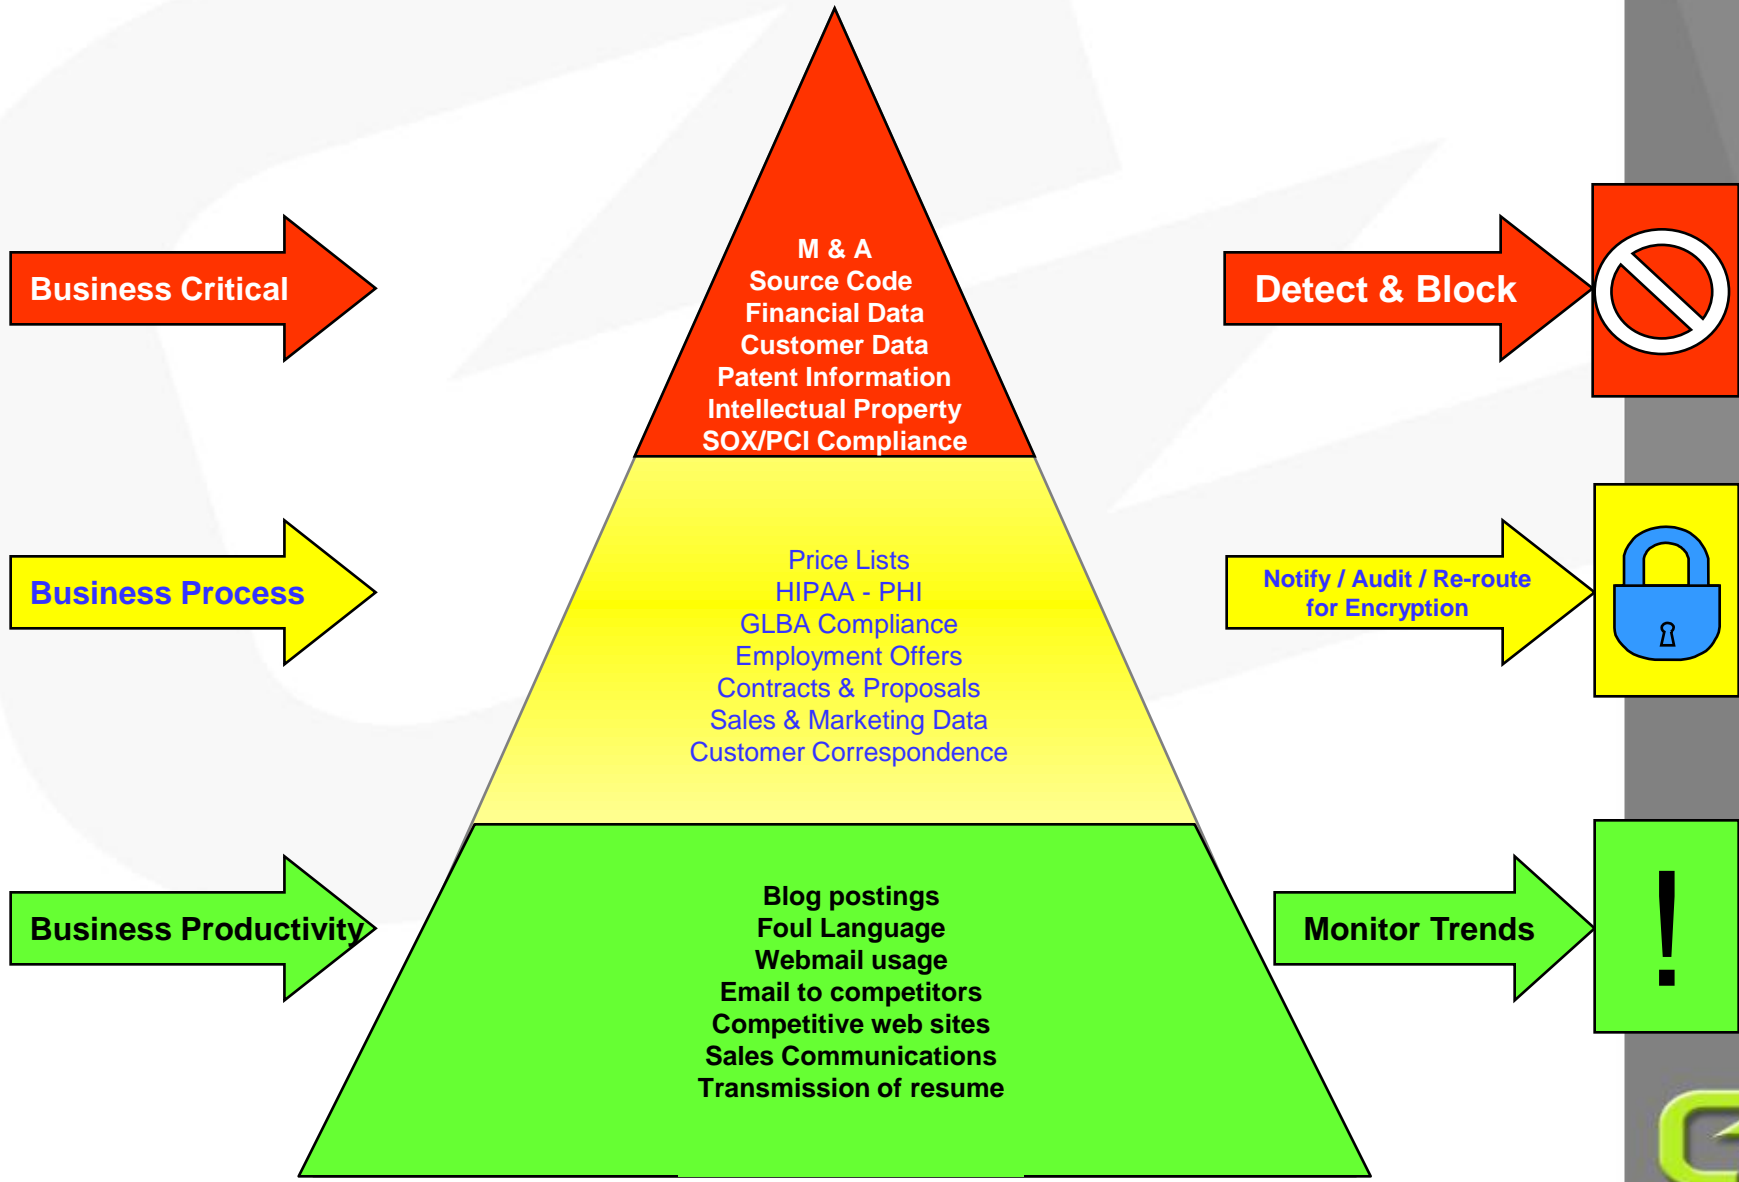 Business Critical
M & A
Source Code
Financial Data
Customer Data
Patent Information
Intellectual Property
SOX/PCI Compliance
Detect & Block
Business Process
Price Lists
HIPAA - PHI
GLBA Compliance
Employment Offers
Contracts & Proposals
Sales & Marketing Data
Customer Correspondence
Notify / Audit / Re-route
for Encryption
Business Productivity
Blog postings
Foul Language
Webmail usage
Email to competitors
Competitive web sites
Sales Communications
Transmission of resume
Monitor Trends
!